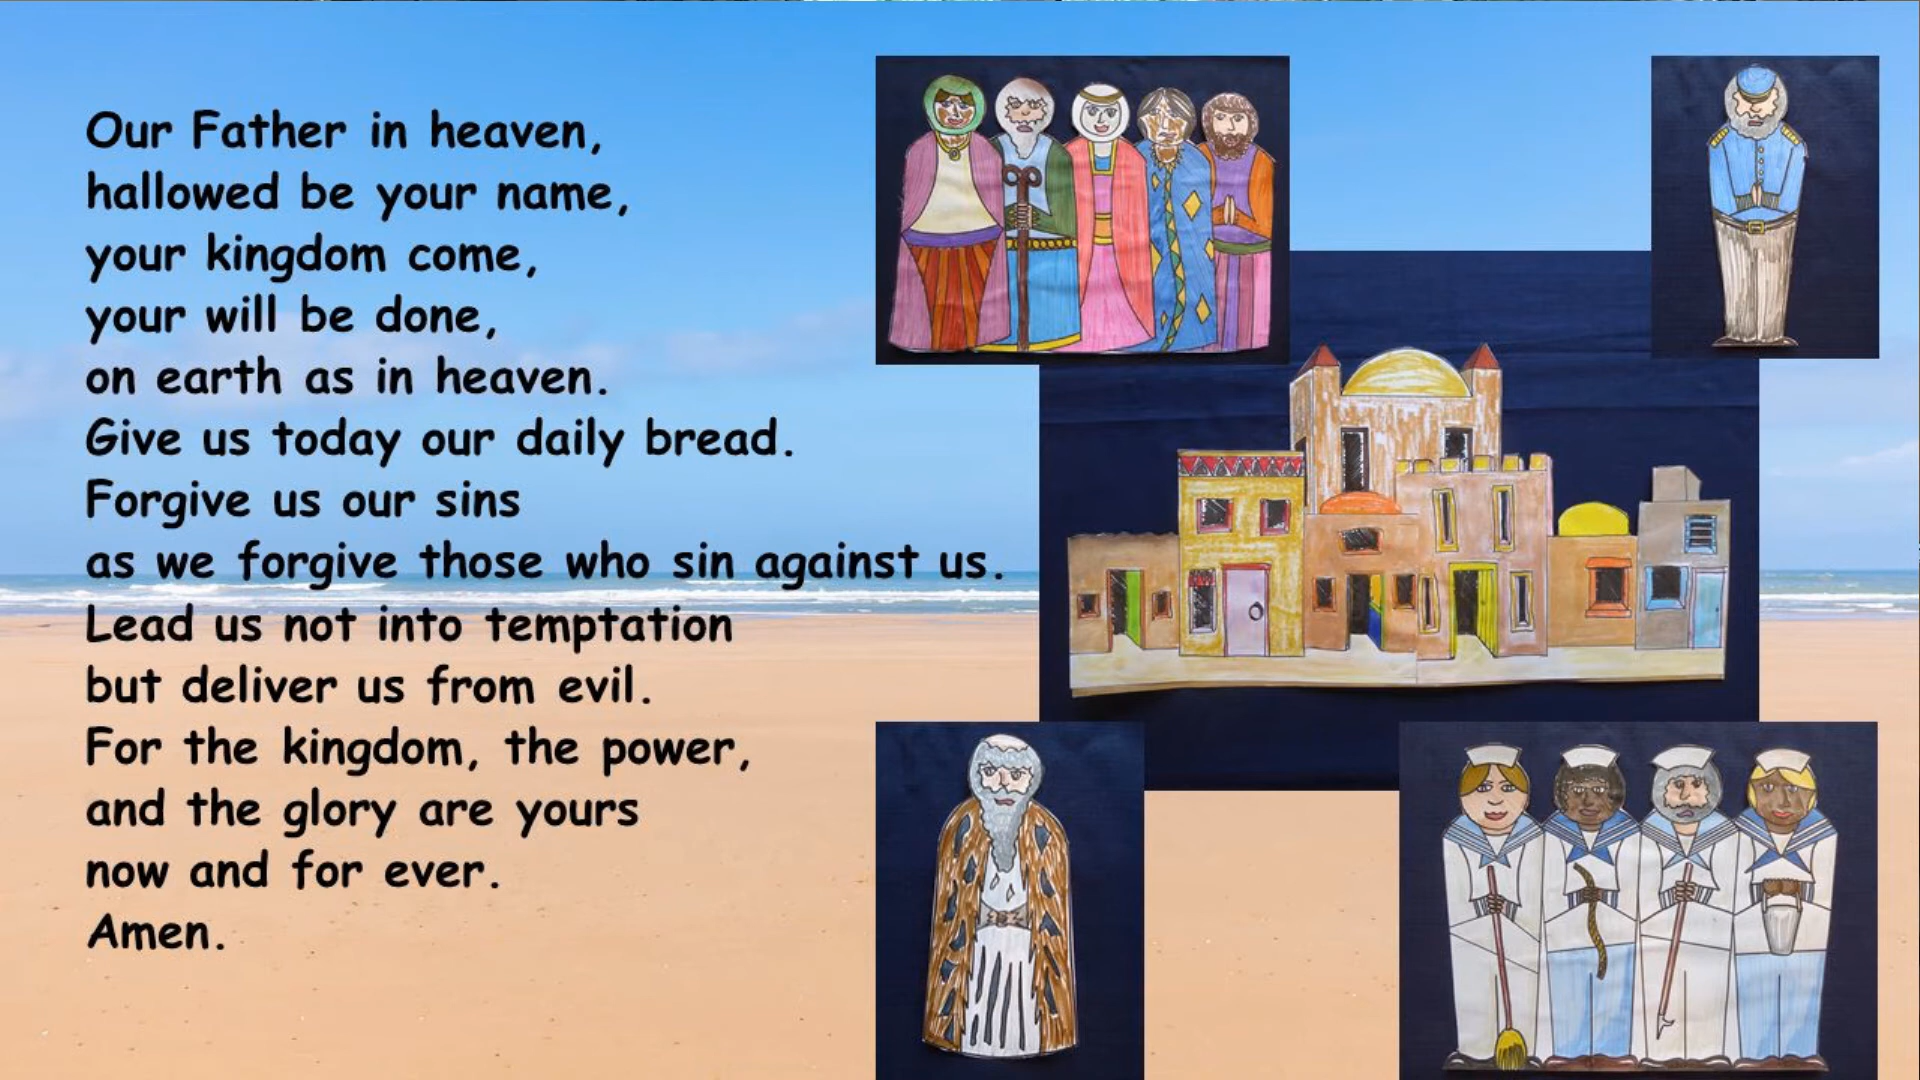 Our Father in heaven,
hallowed be your name,
your kingdom come,
your will be done,
on earth as in heaven.
Give us today our daily bread.
Forgive us our sins
as we forgive those who sin against us.
Lead us not into temptation
but deliver us from evil.
For the kingdom, the power,
and the glory are yours
now and for ever.
Amen.